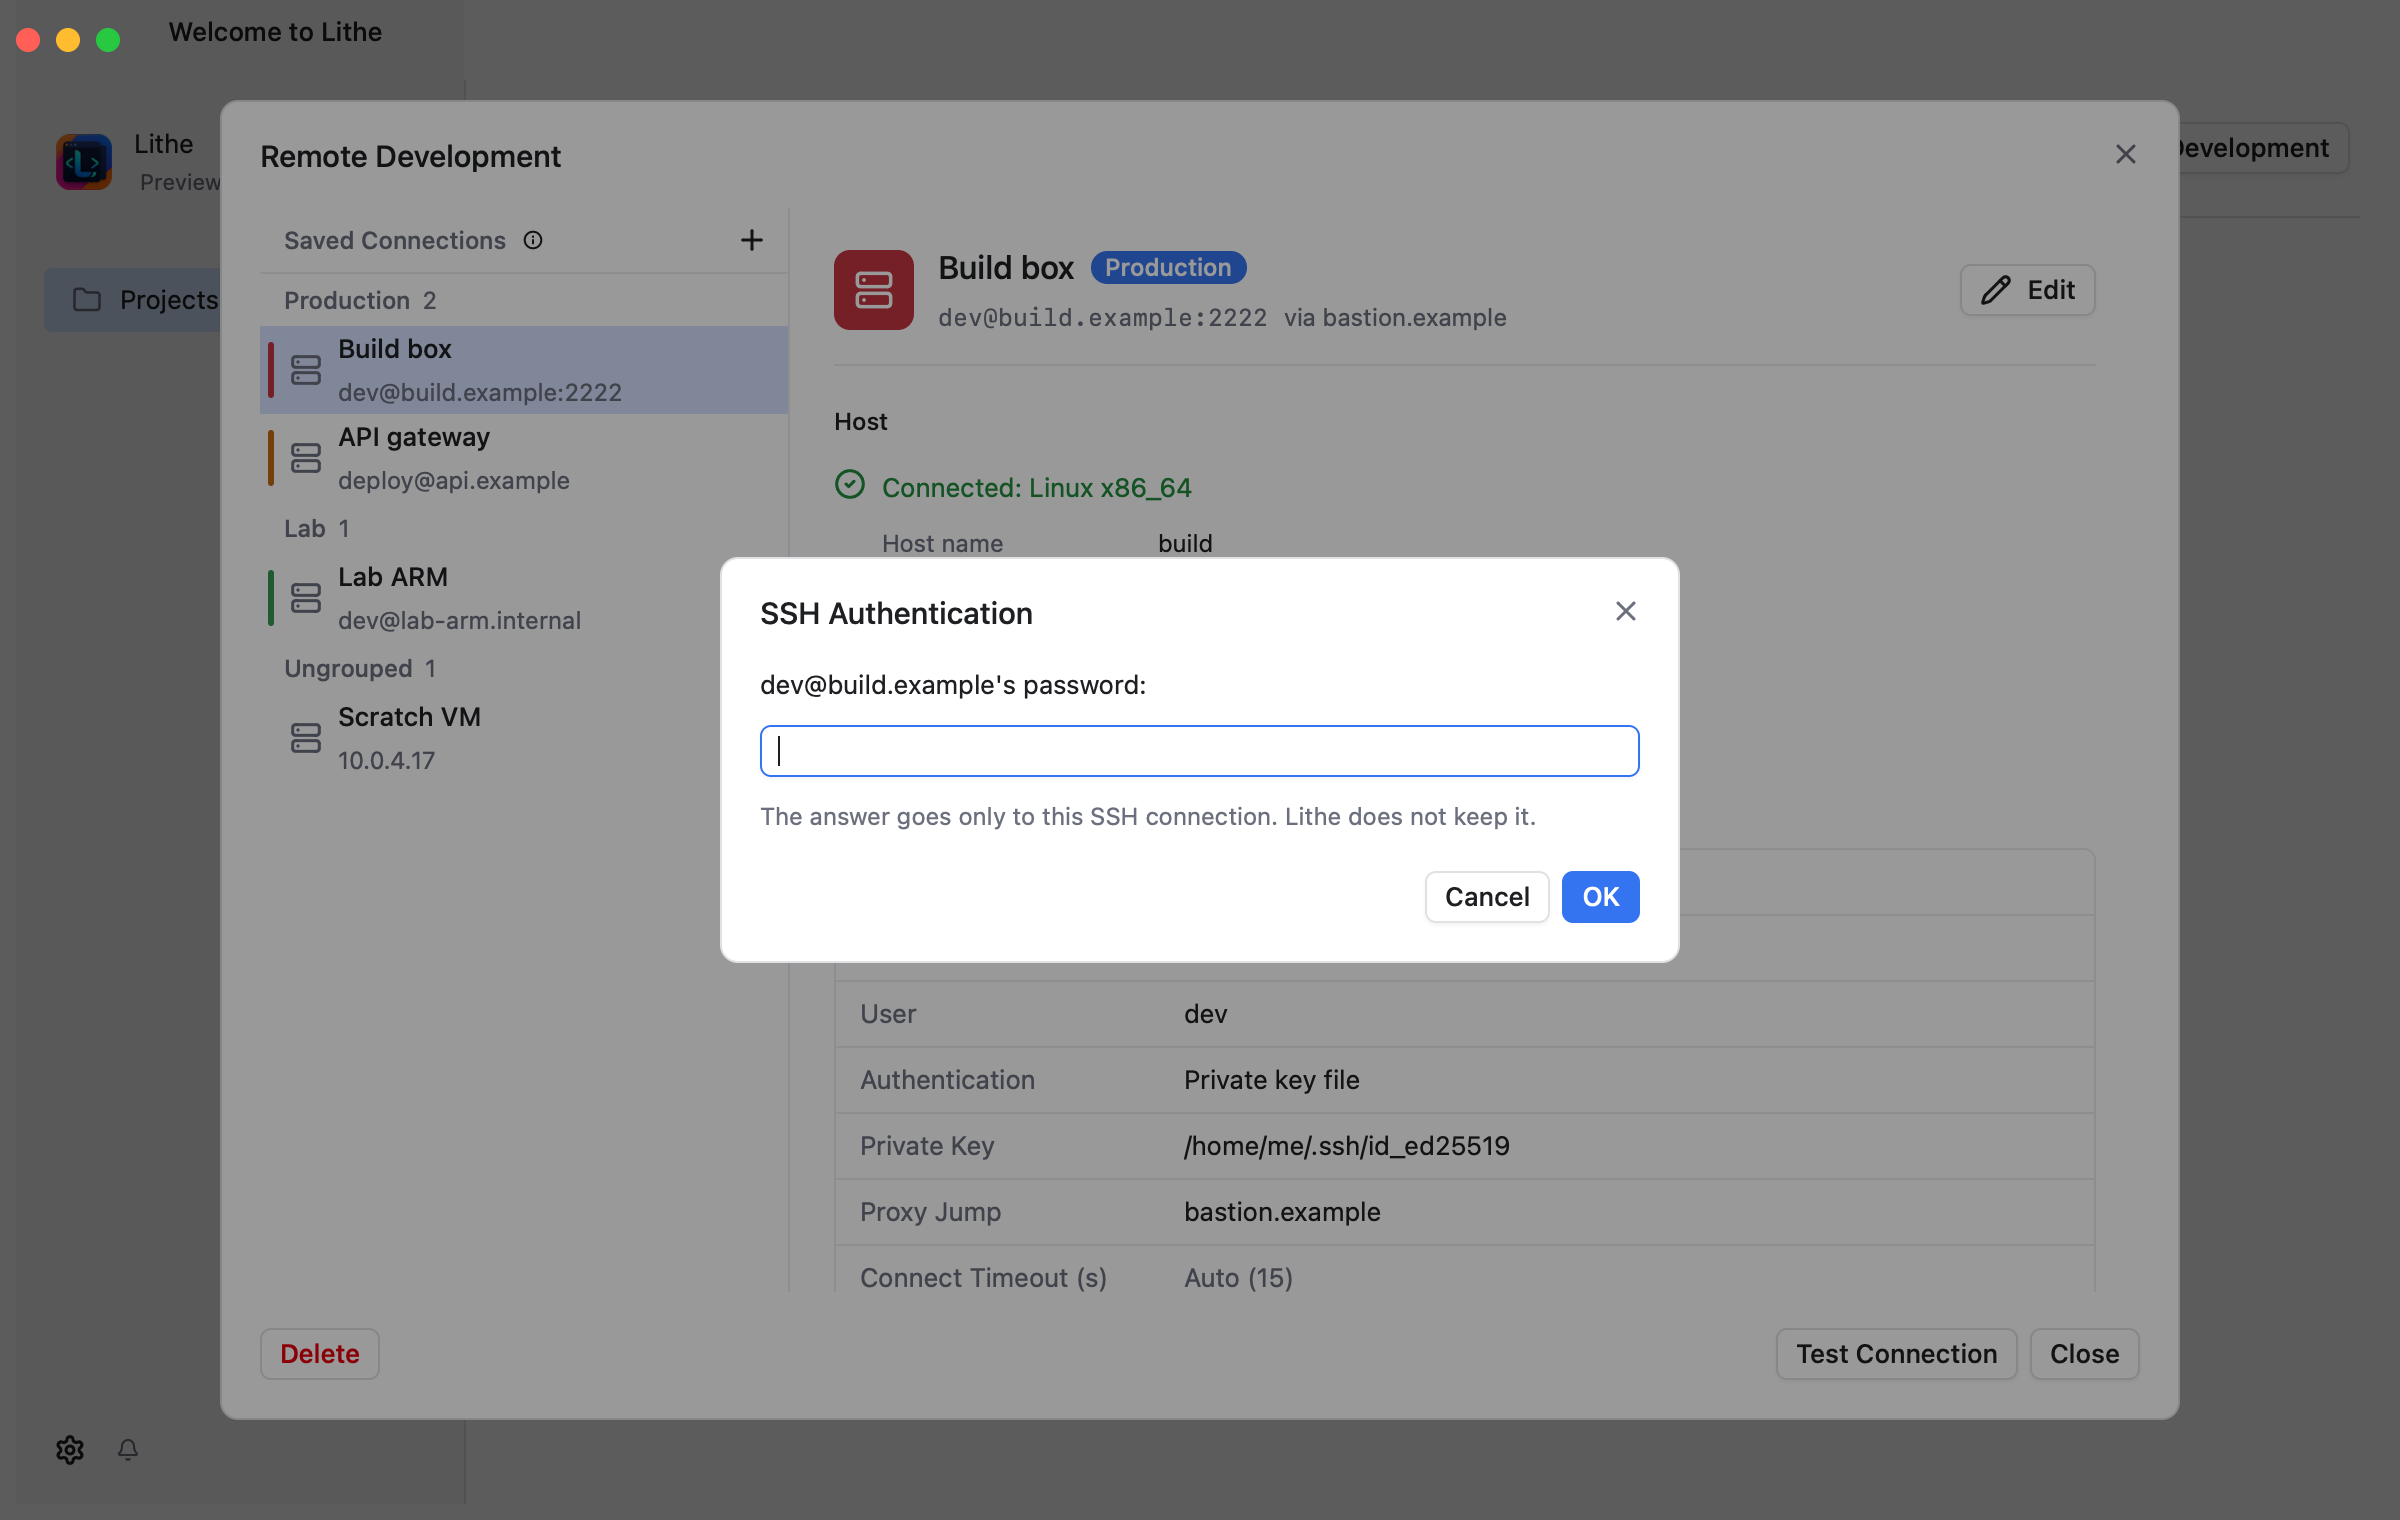 Welcome to Lithe
Lithe
Preview
Projects
Development
Remote Development
Saved Connections
Production 2
Build box
dev@build.example:2222
API gateway
deploy@api.example
Lab 1
Lab ARM
dev@lab-arm.internal
Ungrouped 1
Scratch VM
10.0.4.17
Build box Production
dev@build.example:2222 via bastion.example
Edit
Host
Connected: Linux x86_64
Host name build
SSH Authentication
dev@build.example's password:
The answer goes only to this SSH connection. Lithe does not keep it.
Cancel OK
User dev
Authentication Private key file
Private Key /home/me/.ssh/id_ed25519
Proxy Jump bastion.example
Connect Timeout (s) Auto (15)
Delete
Test Connection Close